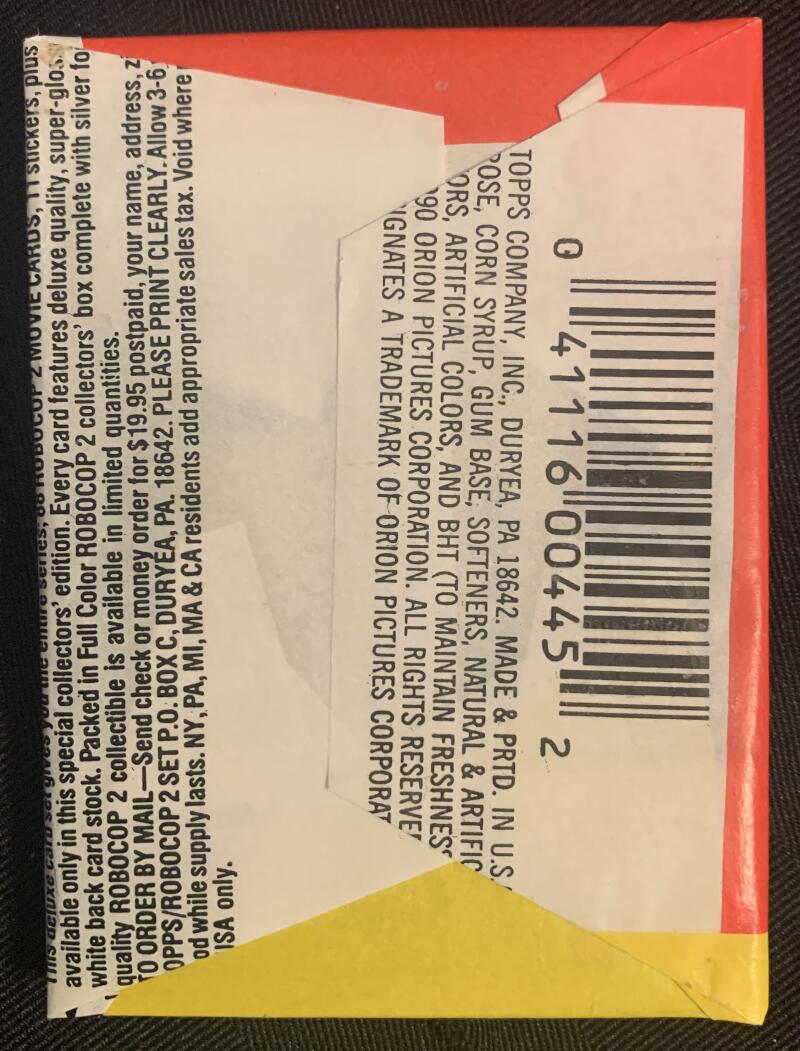 This deluxe card set gives you the entire series; 88 ROBOCOP 2 MOVIE CARDS, 11 stickers, plus
available only in this special collectors' edition. Every card features deluxe quality, super-gloss
white back card stock. Packed in Full Color ROBOCOP 2 collectors' box complete with silver fo
quality ROBOCOP 2 collectible is available in limited quantities.
TO ORDER BY MAIL—Send check or money order for $19.95 postpaid, your name, address, z
OPPS/ROBOCOP 2 SET P.O. BOX C, DURYEA, PA. 18642. PLEASE PRINT CLEARLY. Allow 3-6
od while supply lasts. NY, PA, MI, MA & CA residents add appropriate sales tax. Void where
USA only.
TOPPS COMPANY, INC., DURYEA, PA 18642. MADE & PRTD. IN U.S.
OSE, CORN SYRUP, GUM BASE, SOFTENERS, NATURAL & ARTIFIC
ORS, ARTIFICIAL COLORS, AND BHT (TO MAINTAIN FRESHNESS
90 ORION PICTURES CORPORATION. ALL RIGHTS RESERVE
IGNATES A TRADEMARK OF ORION PICTURES CORPORAT
0 41116 00445 2